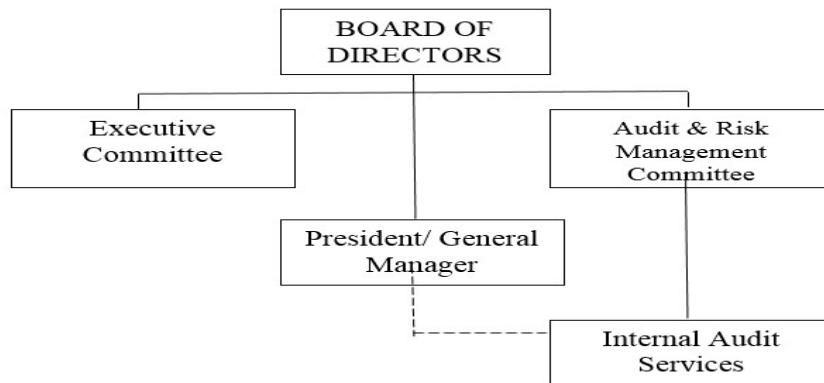 BOARD OF
DIRECTORS
Executive
Committee
Audit & Risk
Management
Committee
President/ General
Manager
Internal Audit
Services